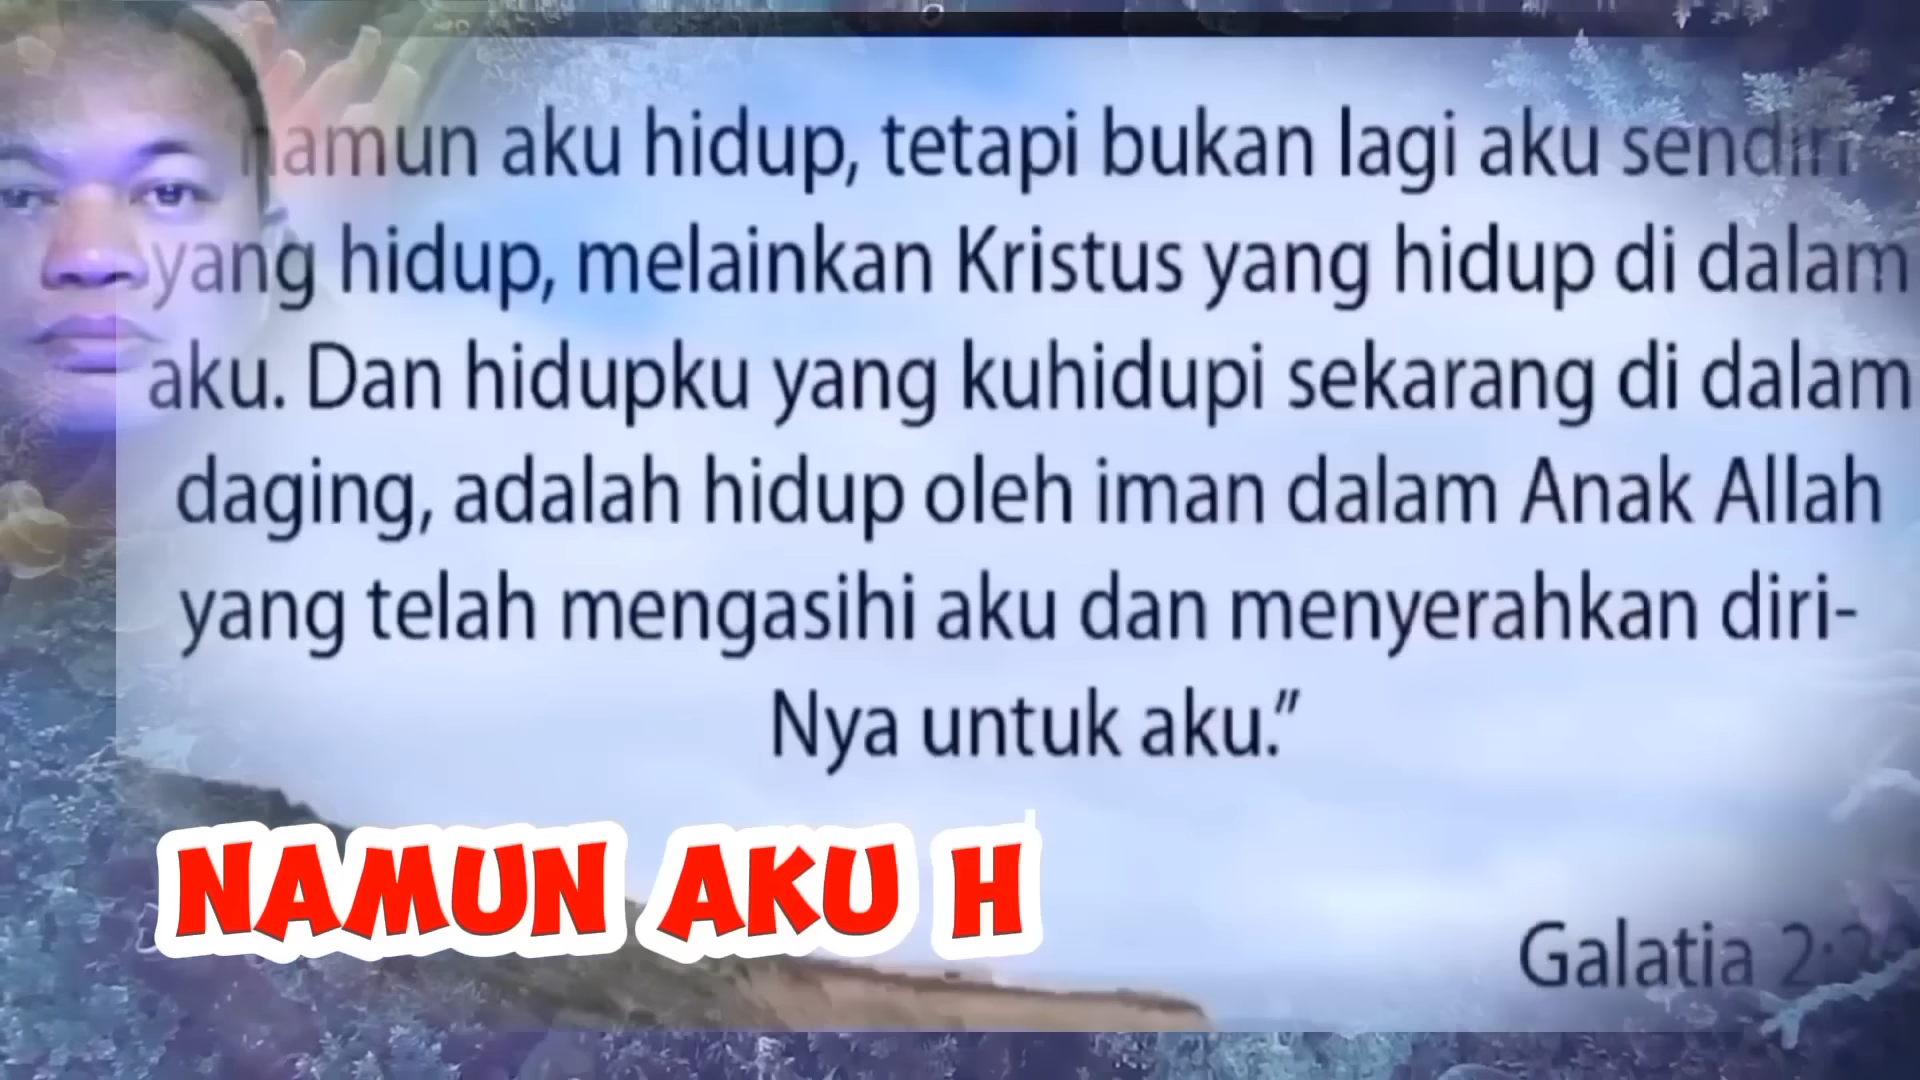 namun aku hidup, tetapi bukan lagi aku sendiri
yang hidup, melainkan Kristus yang hidup di dalam
aku. Dan hidupku yang kuhidupi sekarang di dalam
daging, adalah hidup oleh iman dalam Anak Allah
yang telah mengasihi aku dan menyerahkan diri-
Nya untuk aku.”
NAMUN AKU H
Galatia 2:20